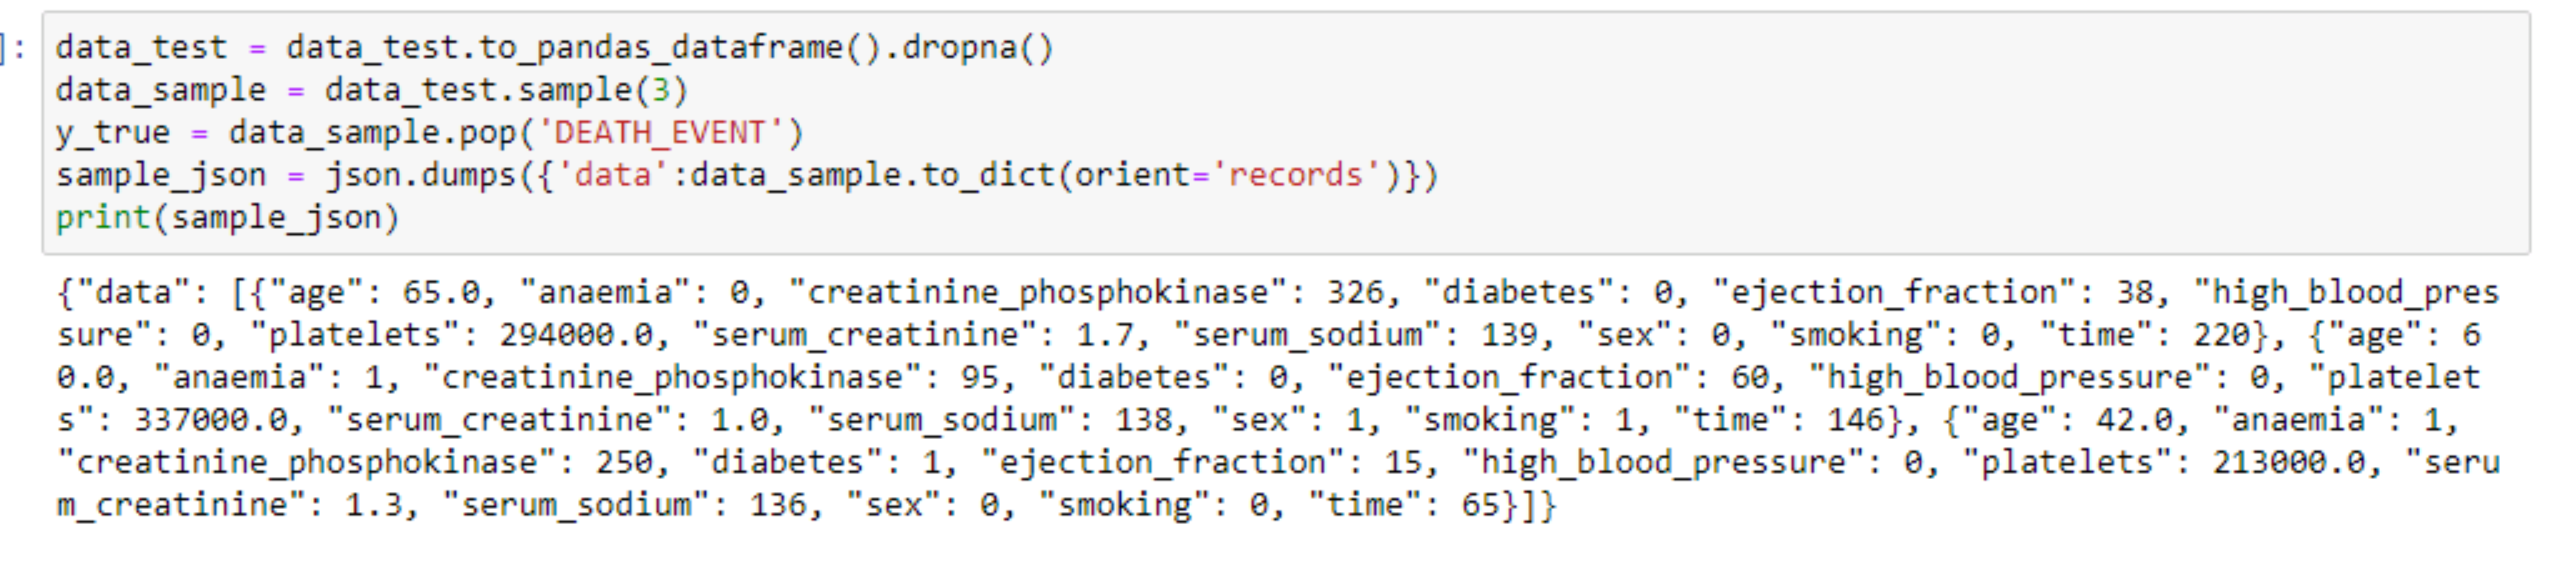 ]: data_test = data_test.to_pandas_dataframe().dropna()
data_sample = data_test.sample(3)
y_true = data_sample.pop('DEATH_EVENT')
sample_json = json.dumps({'data':data_sample.to_dict(orient='records')})
print(sample_json)
{"data": [{"age": 65.0, "anaemia": 0, "creatinine_phosphokinase": 326, "diabetes": 0, "ejection_fraction": 38, "high_blood_pres
sure": 0, "platelets": 294000.0, "serum_creatinine": 1.7, "serum_sodium": 139, "sex": 0, "smoking": 0, "time": 220}, {"age": 6
0.0, "anaemia": 1, "creatinine_phosphokinase": 95, "diabetes": 0, "ejection_fraction": 60, "high_blood_pressure": 0, "platelet
s": 337000.0, "serum_creatinine": 1.0, "serum_sodium": 138, "sex": 1, "smoking": 1, "time": 146}, {"age": 42.0, "anaemia": 1,
"creatinine_phosphokinase": 250, "diabetes": 1, "ejection_fraction": 15, "high_blood_pressure": 0, "platelets": 213000.0, "seru
m_creatinine": 1.3, "serum_sodium": 136, "sex": 0, "smoking": 0, "time": 65}]}